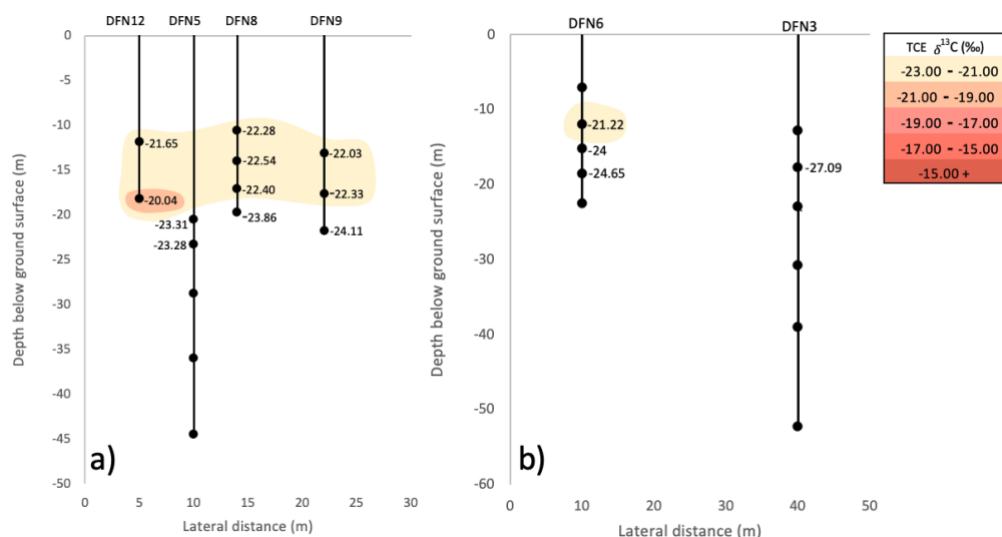 DFN12 DFN5 DFN8 DFN9
0
-5
-10
-15
-20
-25
-30
-35
-40
-45
-50
Depth below ground surface (m)
-21.65
-20.04
-23.31
-23.28
-22.28
-22.54
-22.40
-23.86
-22.03
-22.33
-24.11
a)
0 5 10 15 20 25 30
Lateral distance (m)
DFN6 DFN3
0
-10
-20
-30
-40
-50
-60
Depth below ground surface (m)
-21.22
-24
-24.65
-27.09
b)
0 10 20 30 40 50
Lateral distance (m)
TCE δ¹³C (‰)
-23.00 - -21.00
-21.00 - -19.00
-19.00 - -17.00
-17.00 - -15.00
-15.00 +